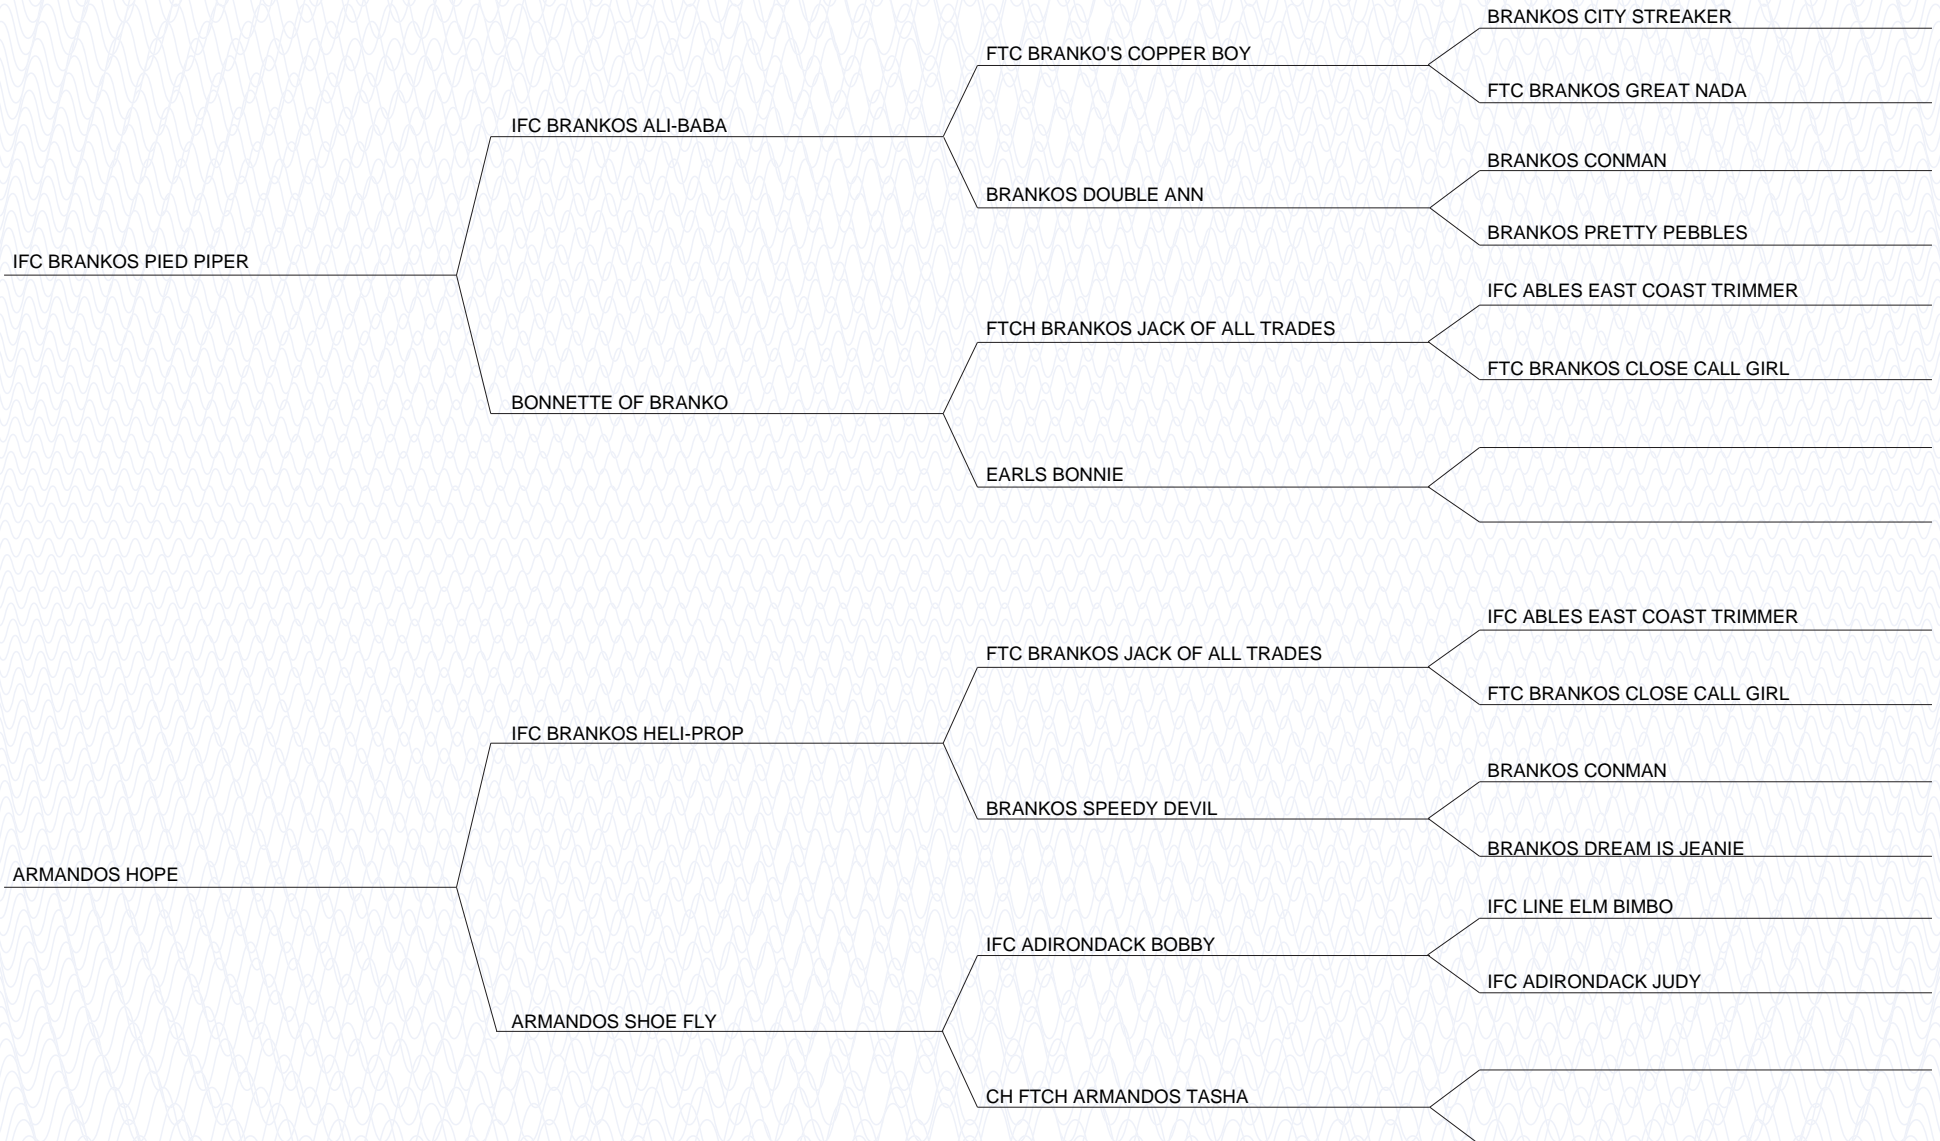 BRANKOS CITY STREAKER
FTC BRANKO'S COPPER BOY
FTC BRANKOS GREAT NADA
IFC BRANKOS ALI-BABA
BRANKOS CONMAN
BRANKOS DOUBLE ANN
BRANKOS PRETTY PEBBLES
IFC BRANKOS PIED PIPER
IFC ABLES EAST COAST TRIMMER
FTCH BRANKOS JACK OF ALL TRADES
FTC BRANKOS CLOSE CALL GIRL
BONNETTE OF BRANKO
EARLS BONNIE
IFC ABLES EAST COAST TRIMMER
FTC BRANKOS JACK OF ALL TRADES
FTC BRANKOS CLOSE CALL GIRL
IFC BRANKOS HELI-PROP
BRANKOS CONMAN
BRANKOS SPEEDY DEVIL
BRANKOS DREAM IS JEANIE
ARMANDOS HOPE
IFC LINE ELM BIMBO
IFC ADIRONDACK BOBBY
IFC ADIRONDACK JUDY
ARMANDOS SHOE FLY
CH FTCH ARMANDOS TASHA